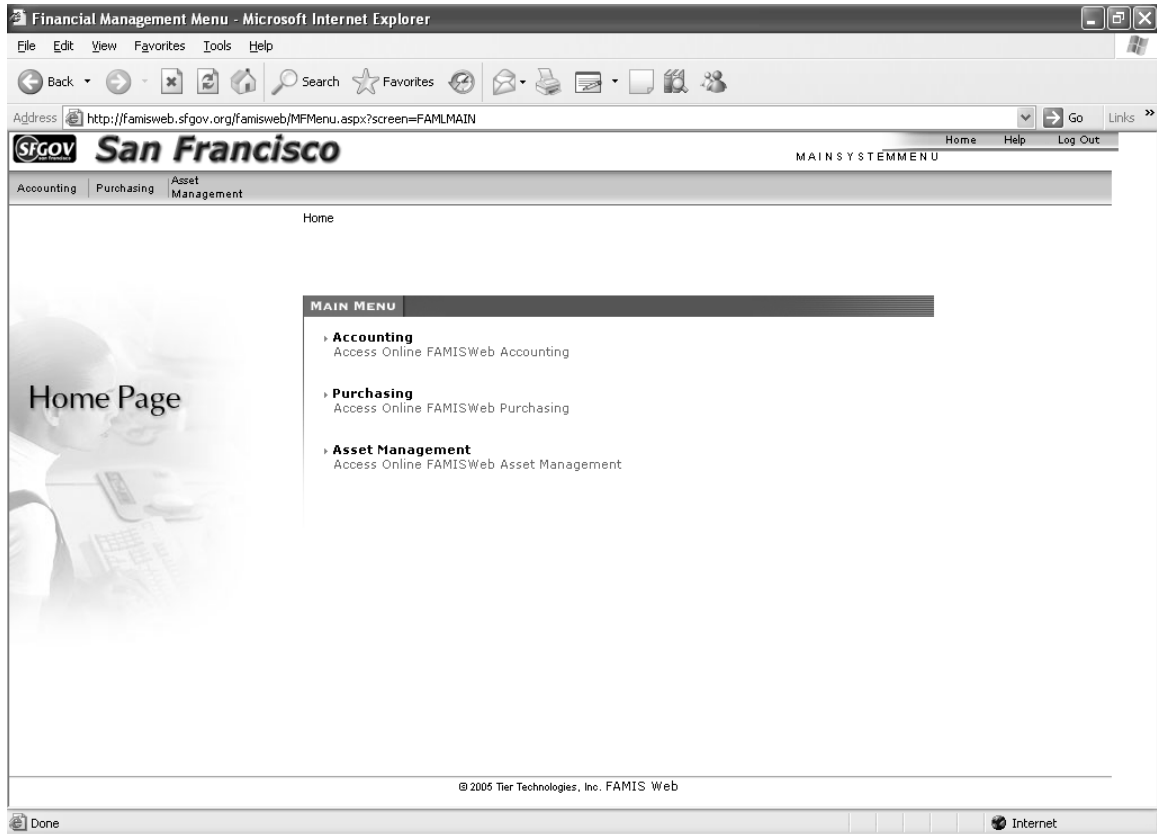 Financial Management Menu - Microsoft Internet Explorer
File Edit View Favorites Tools Help
Back Search Favorites
Address http://famisweb.sfgov.org/famisweb/MFMenu.aspx?screen=FAMLMAIN Go Links »
SFGOV San Francisco
Home Help Log Out
MAINSYSTEMMENU
Accounting Purchasing Asset Management
Home
Home Page
MAIN MENU
Accounting
Access Online FAMISWeb Accounting
Purchasing
Access Online FAMISWeb Purchasing
Asset Management
Access Online FAMISWeb Asset Management
© 2005 Tier Technologies, Inc. FAMIS Web
Done Internet